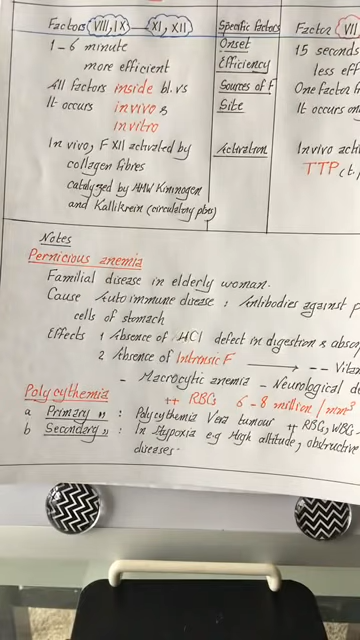 Factors VIII, IX — XI, XII Specific factors Factor VII
1-6 minute Onset 15 seconds
more efficient Efficiency less eff
All factors inside bl. vs Sources of F One factor
It occurs invivo & Site It occurs on
invitro
In vivo, F XII activated by Activation Invivo acti
collagen fibres TTP (t.
catalyzed by HMW Kininogen
and Kallikrein (circulatory
Notes
Pernicious anemia
Familial disease in elderly woman.
Cause Autoimmune disease : Antibodies against p
cells of stomach
Effects 1 Absence of HCl defect in digestion & absor
2 Absence of Intrinsic F → -- Vita
- Macrocytic anemia - Neurological de
Polycythemia ++ RBCs 6-8 million / mm³
a Primary " : Polycythemia Vera tumour ++ RBCs, WBCs
b Secondary " : In Hypoxia e.g High altitude, obstructive
diseases.